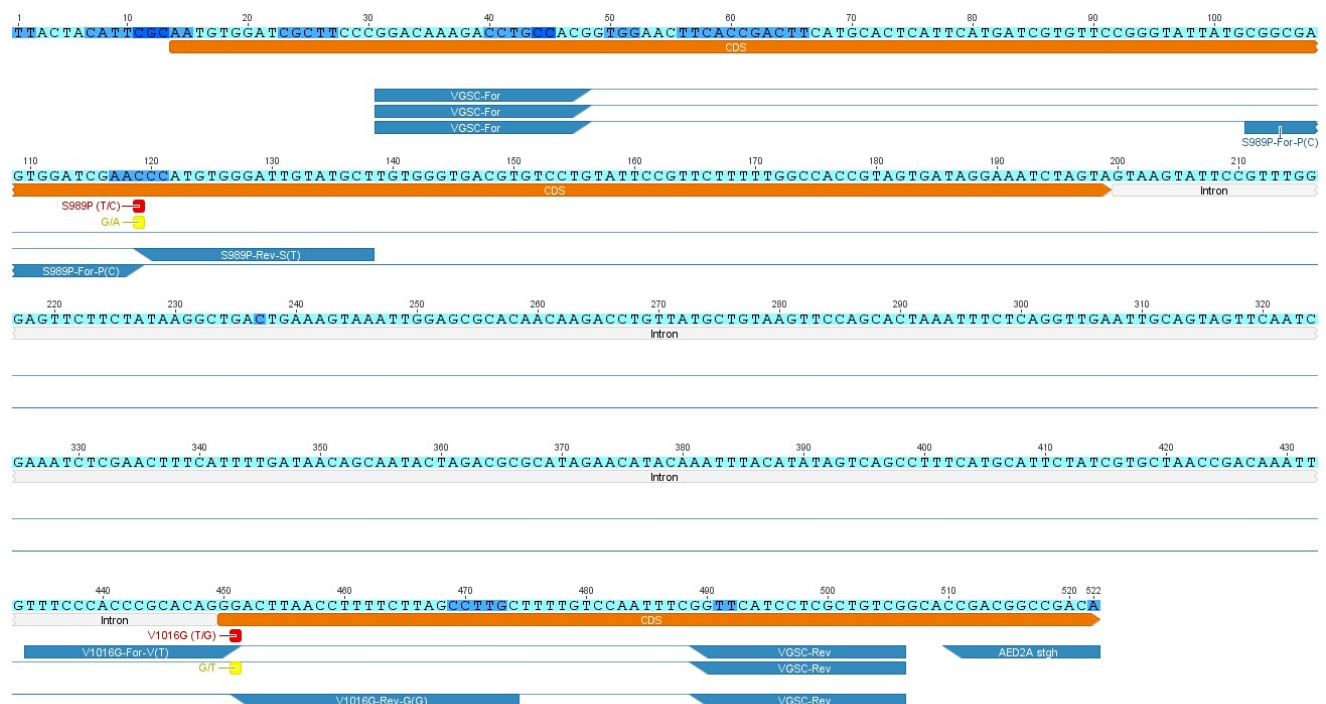 1 10 20 30 40 50 60 70 80 90 100
TTACTACATTCGCAATGTGGATCGCTTCCCGGACAAAGACCTGCCACGGTGGAACTTCACCGACTTCATGCACTCATTCATGATCGTGTTCCGGGTATTATGCGGCGA
CDS
VGSC-For
VGSC-For
VGSC-For
S989P-For-P(C)
110 120 130 140 150 160 170 180 190 200 210
GTGGATCGAACCCATGTGGGATTGTATGCTTGTGGGTGACGTGTCCTGTATTCCGTTCTTTTTGGCCACCGTAGTGATAGGAAATCTAGTAGTAAGTATTCCGTTTGG
CDS Intron
S989P (T/C)
G/A
S989P-Rev-S(T)
S989P-For-P(C)
220 230 240 250 260 270 280 290 300 310 320
GAGTTCTTCTATAAGGCTGACTGAAAGTAAATTGGAGCGCACAACAAGACCTGTTATGCTGTAAGTTCCAGCACTAAATTTCTCAGGTTGAATTGCAGTAGTTCAATC
Intron
330 340 350 360 370 380 390 400 410 420 430
GAAATCTCGAACTTTCATTTTGATAACAGCAATACTAGACGCGCATAGAACATACAAATTTACATATAGTCAGCCTTTCATGCATTCTATCGTGCTAACCGACAAATT
Intron
440 450 460 470 480 490 500 510 520 522
GTTTCCCACCCGCACAGGGACTTAACCTTTTCTTAGCCTTGCTTTTGTCCAATTTCGGTTCATCCTCGCTGTCGGCACCGACGGCCGACA
Intron CDS
V1016G (T/G)
V1016G-For-V(T) VGSC-Rev AED2A stgh
G/T VGSC-Rev
V1016G-Rev-G(G) VGSC-Rev